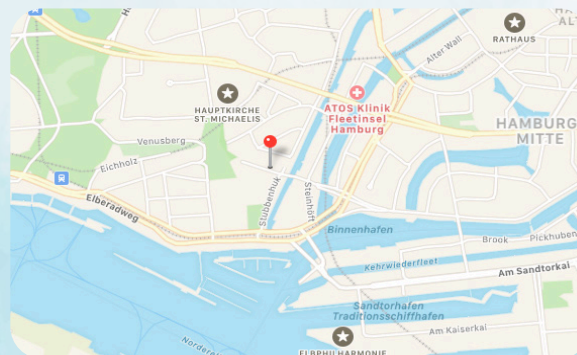 RATHAUS
Alter Wall
HAUPTKIRCHE
ST. MICHAELIS
ATOS Klinik
Fleetinsel
Hamburg
HAMBURG-
MITTE
Venusberg
Eichholz
Elberadweg
Stubbenhuk
Steinhöft
Binnenhafen
Brook
Pickhuben
Kehrwiederfleet
Am Sandtorkai
Sandtorhafen
Traditionsschiffhafen
Am Kaiserkai
ELBPHILHARMONIE